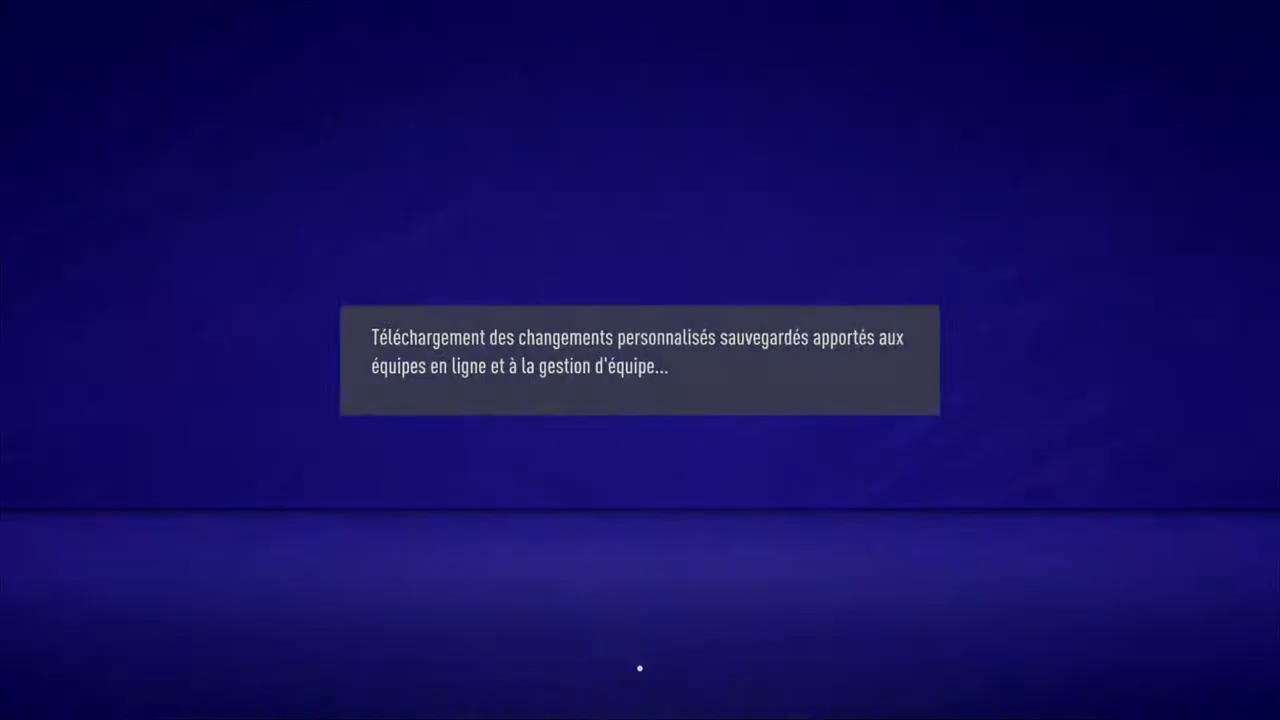 Téléchargement des changements personnalisés sauvegardés apportés aux
équipes en ligne et à la gestion d'équipe...